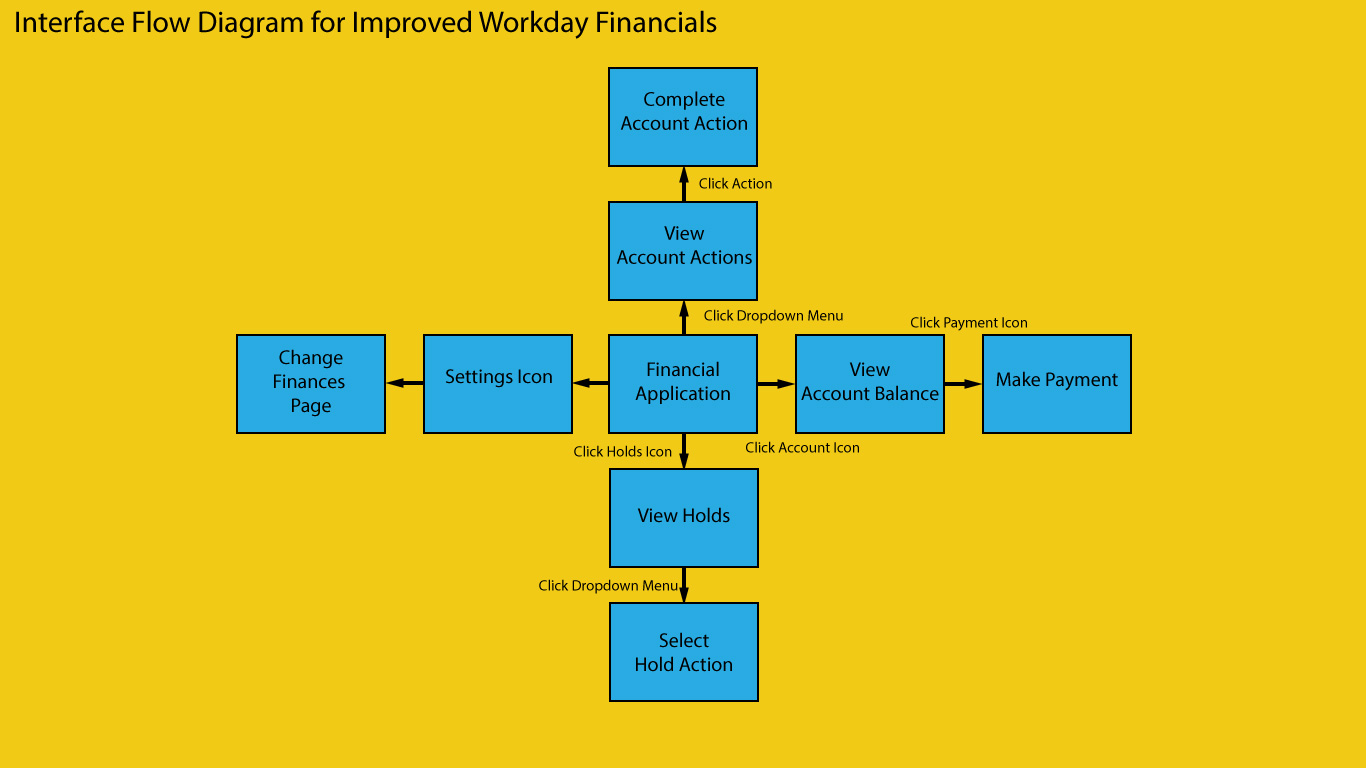 Interface Flow Diagram for Improved Workday Financials
Complete
Account Action
Click Action
View
Account Actions
Click Dropdown Menu
Click Payment Icon
Change
Finances
Page
Settings Icon
Financial
Application
View
Account Balance
Make Payment
Click Holds Icon
Click Account Icon
View Holds
Click Dropdown Menu
Select
Hold Action